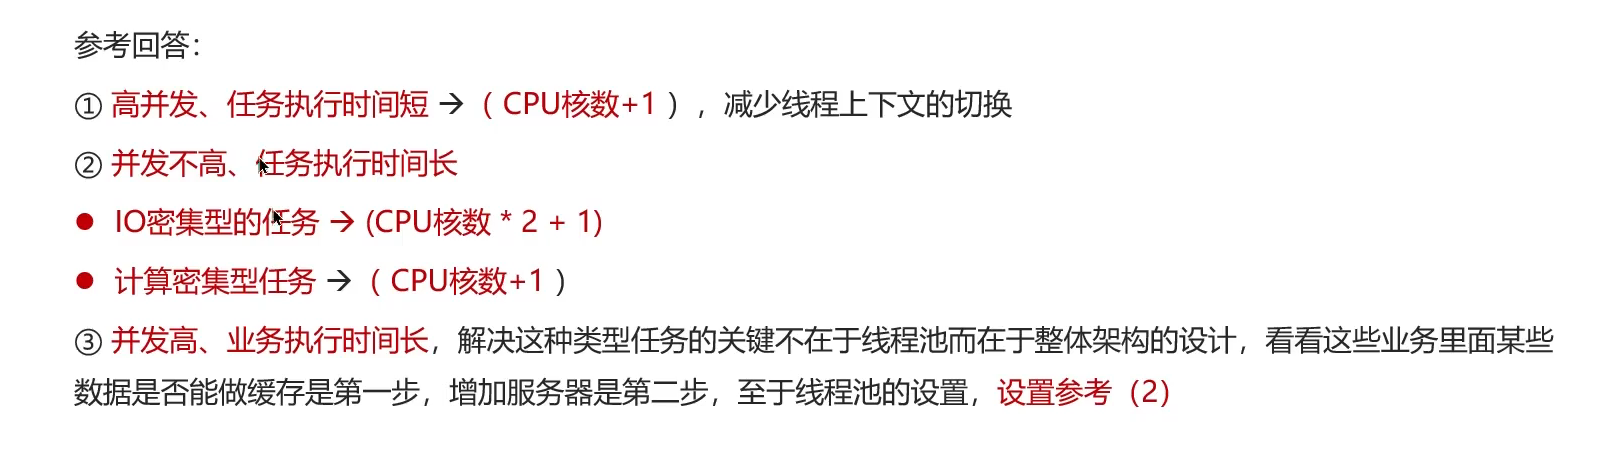 参考回答：
① 高并发、任务执行时间短 → （ CPU核数+1 ），减少线程上下文的切换
② 并发不高、任务执行时间长
● IO密集型的任务 → (CPU核数 * 2 + 1)
● 计算密集型任务 → （ CPU核数+1 ）
③ 并发高、业务执行时间长，解决这种类型任务的关键不在于线程池而在于整体架构的设计，看看这些业务里面某些
数据是否能做缓存是第一步，增加服务器是第二步，至于线程池的设置，设置参考（2）